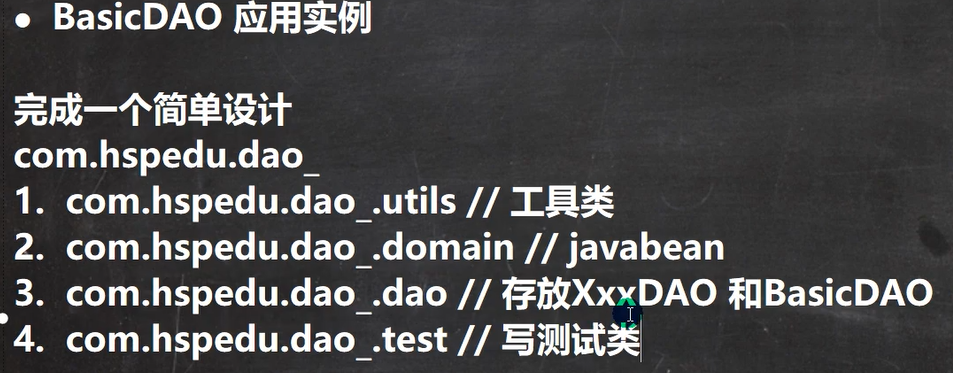 ● BasicDAO 应用实例
完成一个简单设计
com.hspedu.dao_
1. com.hspedu.dao_.utils // 工具类
2. com.hspedu.dao_.domain // javabean
3. com.hspedu.dao_.dao // 存放XxxDAO 和BasicDAO
4. com.hspedu.dao_.test // 写测试类